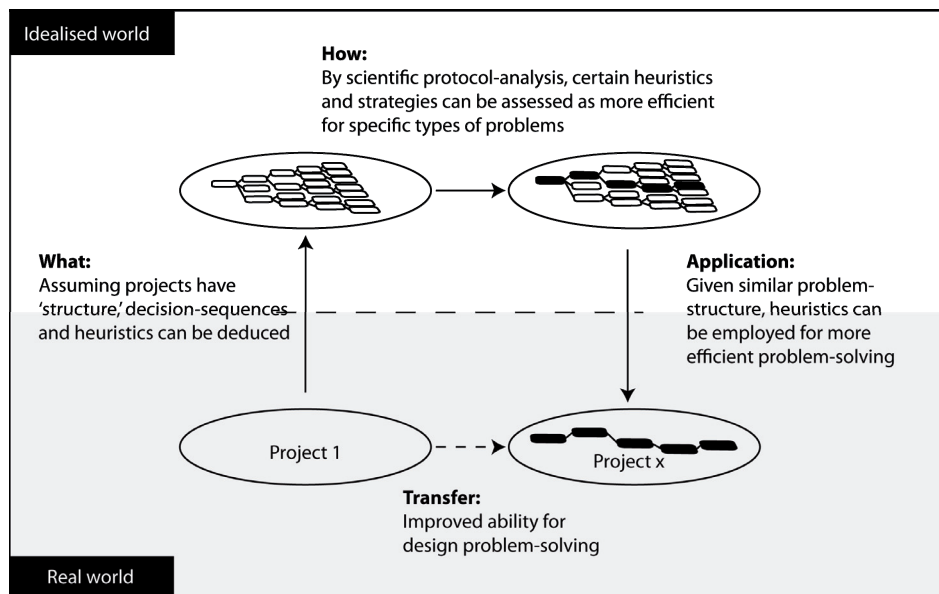 Idealised world
How:
By scientific protocol-analysis, certain heuristics
and strategies can be assessed as more efficient
for specific types of problems
What:
Assuming projects have
‘structure,’ decision-sequences
and heuristics can be deduced
Application:
Given similar problem-
structure, heuristics can
be employed for more
efficient problem-solving
Project 1
Project x
Transfer:
Improved ability for
design problem-solving
Real world